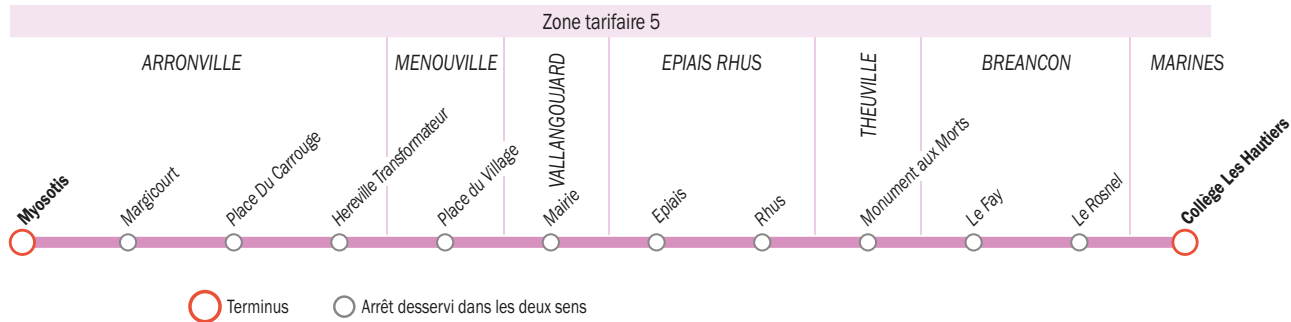 Zone tarifaire 5
ARRONVILLE
MENOUVILLE
VALLANGOUJARD
EPIAIS RHUS
THEUVILLE
BREANCON
MARINES
Myosotis
Margicourt
Place Du Carrouge
Hereville Transformateur
Place du Village
Mairie
Epiais
Rhus
Monument aux Morts
Le Fay
Le Rosnel
Collège Les Hautiers
Terminus
Arrêt desservi dans les deux sens